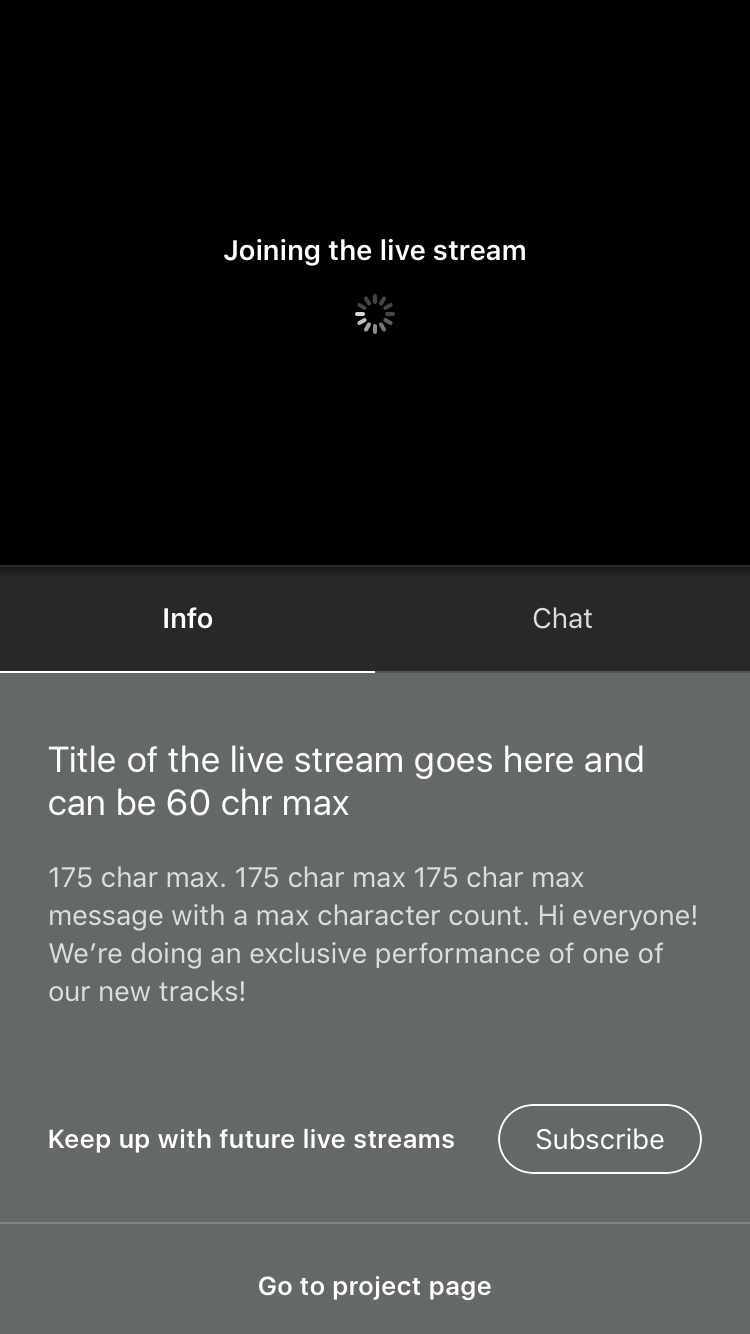 Joining the live stream
Info
Chat
Title of the live stream goes here and
can be 60 chr max
175 char max. 175 char max 175 char max
message with a max character count. Hi everyone!
We’re doing an exclusive performance of one of
our new tracks!
Keep up with future live streams
Subscribe
Go to project page